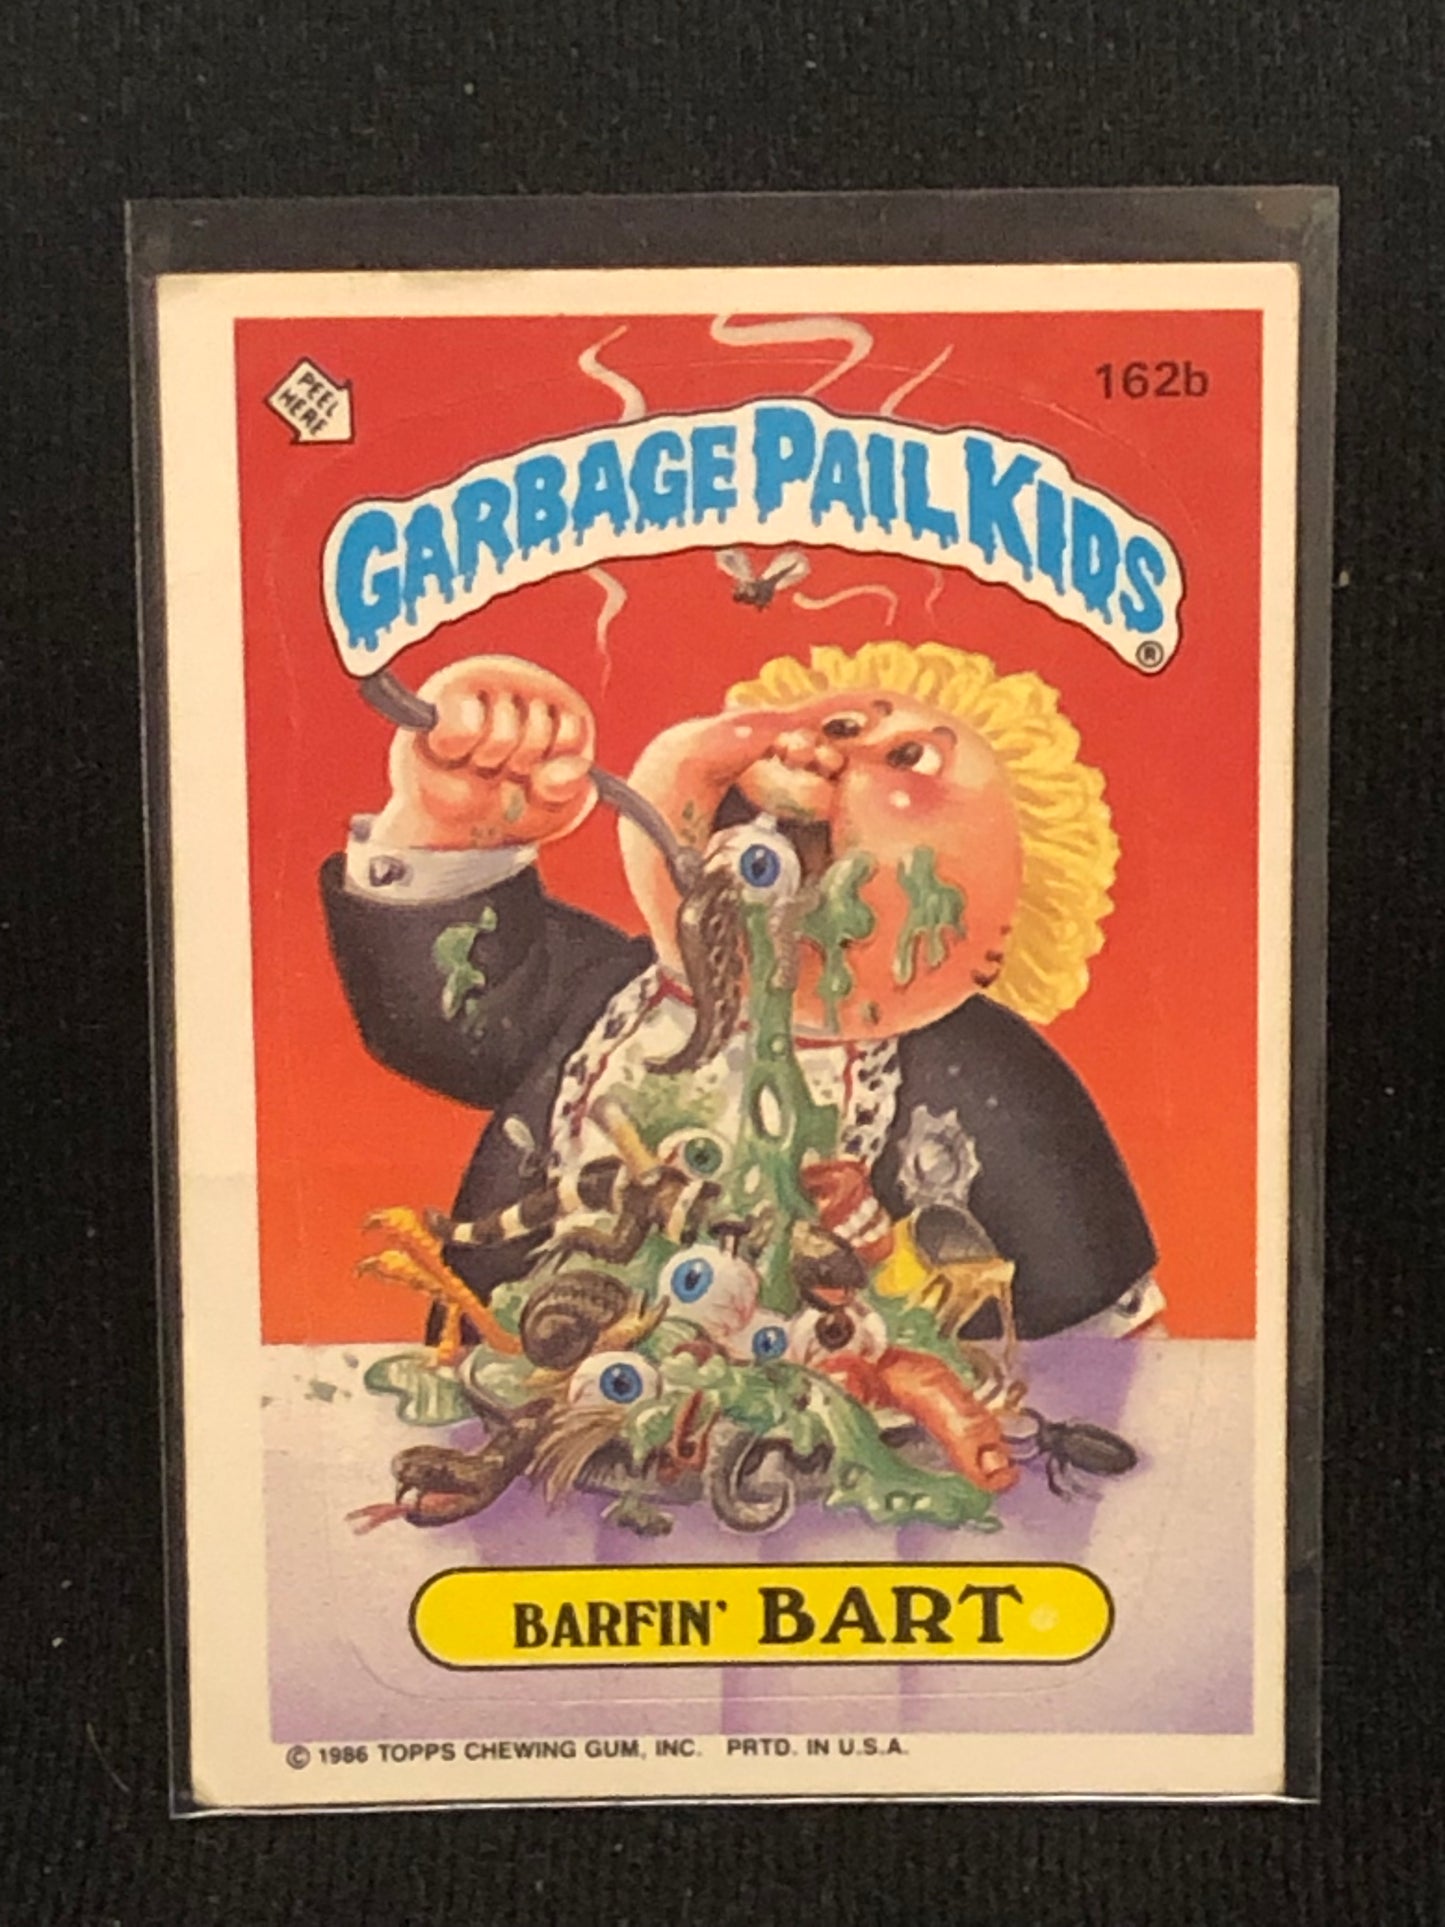 PEEL
HERE
162b
GARBAGE PAIL KIDS
®
BARFIN' BART
© 1986 TOPPS CHEWING GUM, INC. PRTD. IN U.S.A.